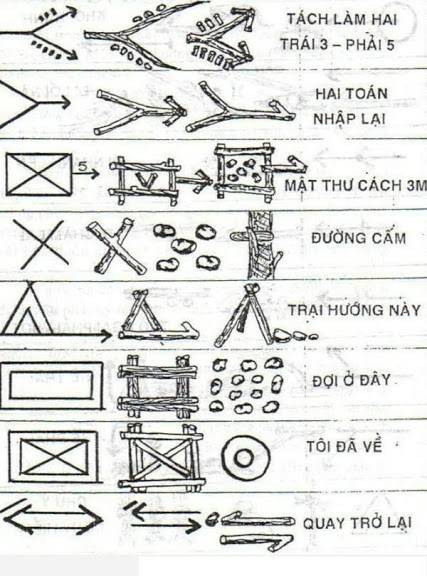 TÁCH LÀM HAI
TRÁI 3 – PHẢI 5
HAI TOÁN
NHẬP LẠI
5
MẬT THƯ CÁCH 3M
ĐƯỜNG CẤM
TRẠI HƯỚNG NÀY
ĐỢI Ở ĐÂY
TÔI ĐÃ VỀ
QUAY TRỞ LẠI